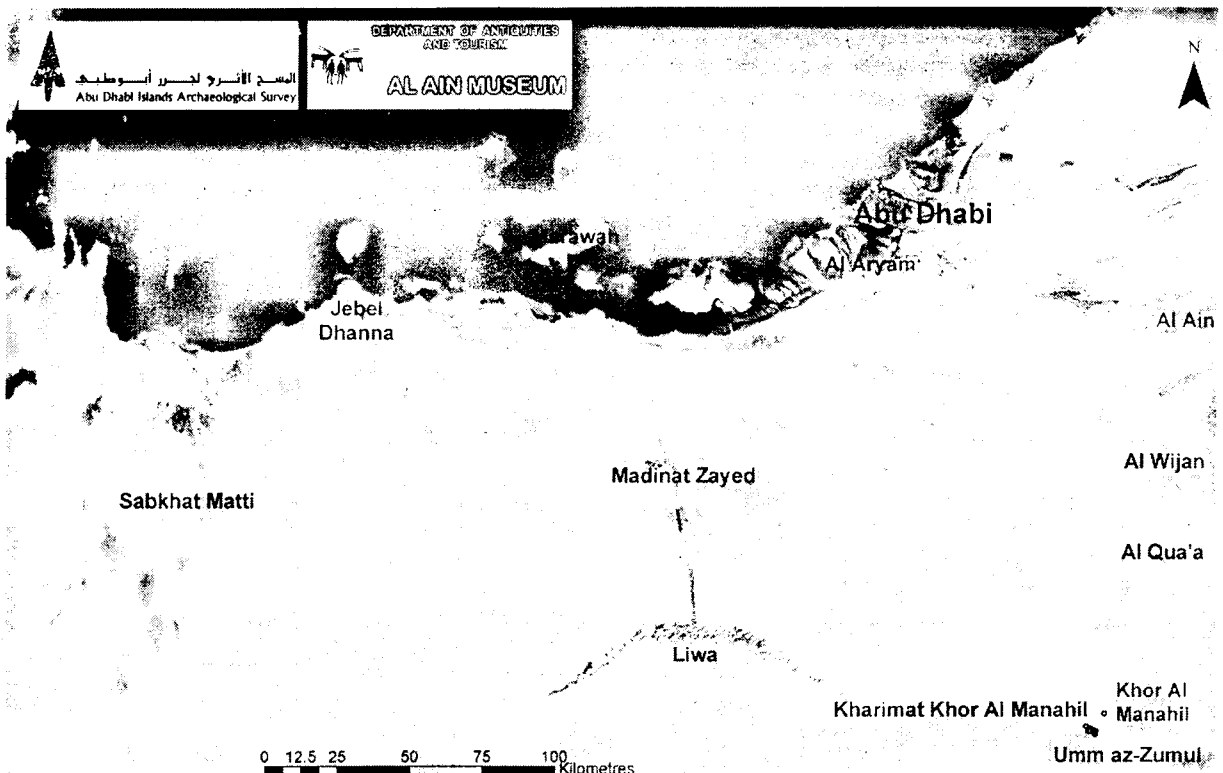 المسح الأثري لجزر أبوظبي
Abu Dhabi Islands Archaeological Survey
DEPARTMENT OF ANTIQUITIES
AND TOURISM
AL AIN MUSEUM
N
Abu Dhabi
Al Aryam
Jebel
Dhanna
Al Ain
Al Wijan
Madinat Zayed
Sabkhat Matti
Al Qua'a
Liwa
Khor Al
Manahil
Kharimat Khor Al Manahil
Umm az-Zumul
0 12.5 25 50 75 100
Kilometres